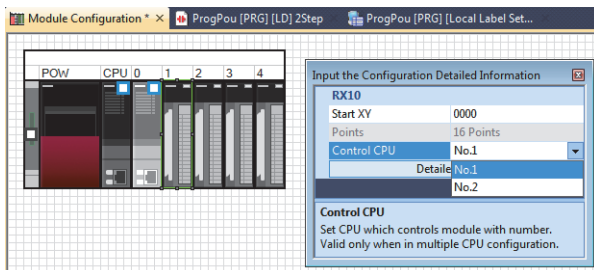 Module Configuration * × ProgPou [PRG] [LD] 2Step ProgPou [PRG] [Local Label Set...
POW CPU 0 1 2 3 4
Input the Configuration Detailed Information
RX10
Start XY 0000
Points 16 Points
Control CPU No.1
Detaile No.1
No.2
Control CPU
Set CPU which controls module with number.
Valid only when in multiple CPU configuration.